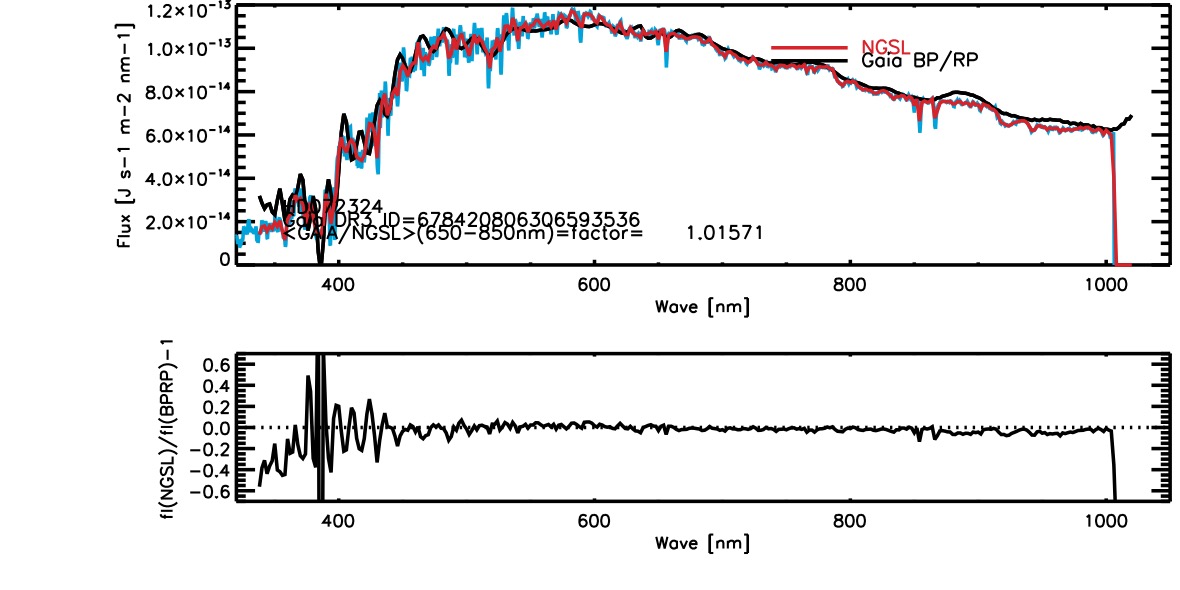 1.2×10⁻¹³
1.0×10⁻¹³
8.0×10⁻¹⁴
6.0×10⁻¹⁴
4.0×10⁻¹⁴
2.0×10⁻¹⁴
0
Flux [J s−1 m−2 nm−1]
NGSL
Gaia BP/RP
HD072324
Gaia DR3 ID=678420806306593536
<GAIA/NGSL>(650−850nm)=factor= 1.01571
400 600 800 1000
Wave [nm]
0.6
0.4
0.2
0.0
−0.2
−0.4
−0.6
fl(NGSL)/fl(BPRP)−1
400 600 800 1000
Wave [nm]